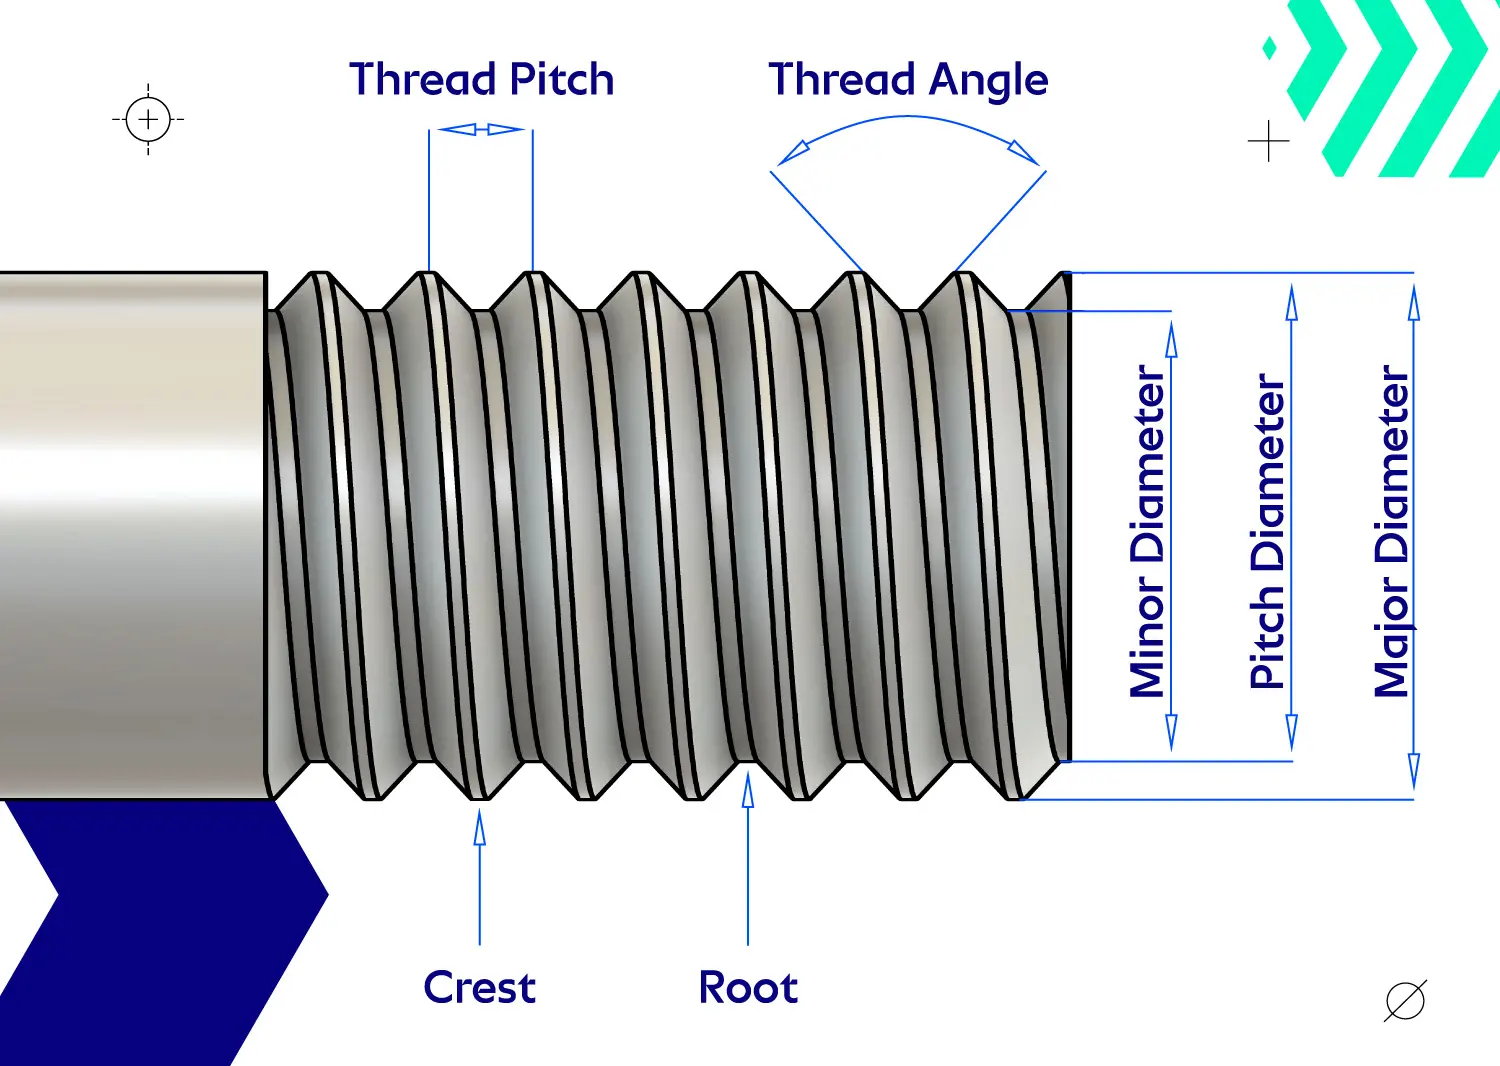 Thread Pitch
Thread Angle
Minor Diameter
Pitch Diameter
Major Diameter
Crest
Root